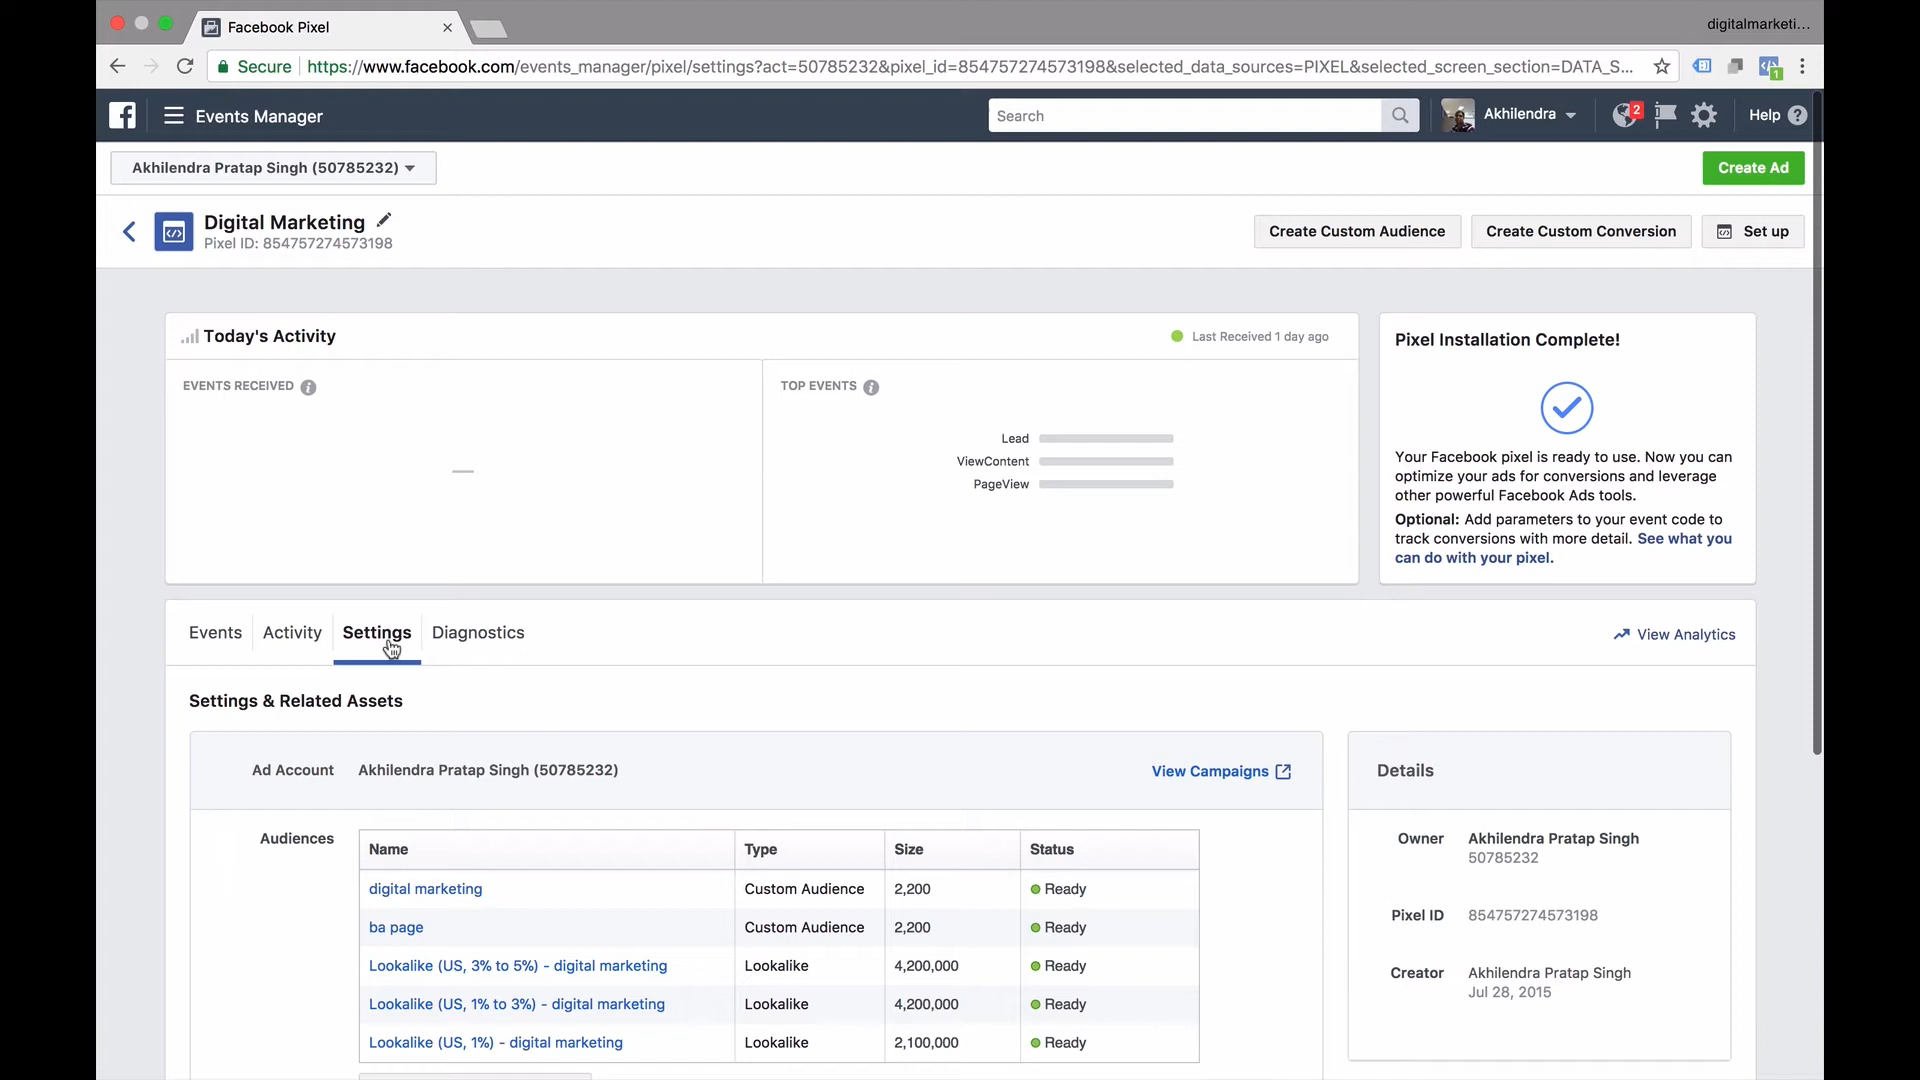 Facebook Pixel
digitalmarketi...
Secure https://www.facebook.com/events_manager/pixel/settings?act=50785232&pixel_id=854757274573198&selected_data_sources=PIXEL&selected_screen_section=DATA_S...
1
Events Manager
Search
Akhilendra
2
Help
Akhilendra Pratap Singh (50785232)
Create Ad
Digital Marketing
Pixel ID: 854757274573198
Create Custom Audience
Create Custom Conversion
Set up
Today's Activity
Last Received 1 day ago
EVENTS RECEIVED
TOP EVENTS
Lead
ViewContent
PageView
Pixel Installation Complete!
Your Facebook pixel is ready to use. Now you can
optimize your ads for conversions and leverage
other powerful Facebook Ads tools.
Optional: Add parameters to your event code to
track conversions with more detail. See what you
can do with your pixel.
Events Activity Settings Diagnostics
View Analytics
Settings & Related Assets
Ad Account Akhilendra Pratap Singh (50785232)
View Campaigns
Audiences
Name Type Size Status
digital marketing Custom Audience 2,200 Ready
ba page Custom Audience 2,200 Ready
Lookalike (US, 3% to 5%) - digital marketing Lookalike 4,200,000 Ready
Lookalike (US, 1% to 3%) - digital marketing Lookalike 4,200,000 Ready
Lookalike (US, 1%) - digital marketing Lookalike 2,100,000 Ready
Details
Owner Akhilendra Pratap Singh
50785232
Pixel ID 854757274573198
Creator Akhilendra Pratap Singh
Jul 28, 2015